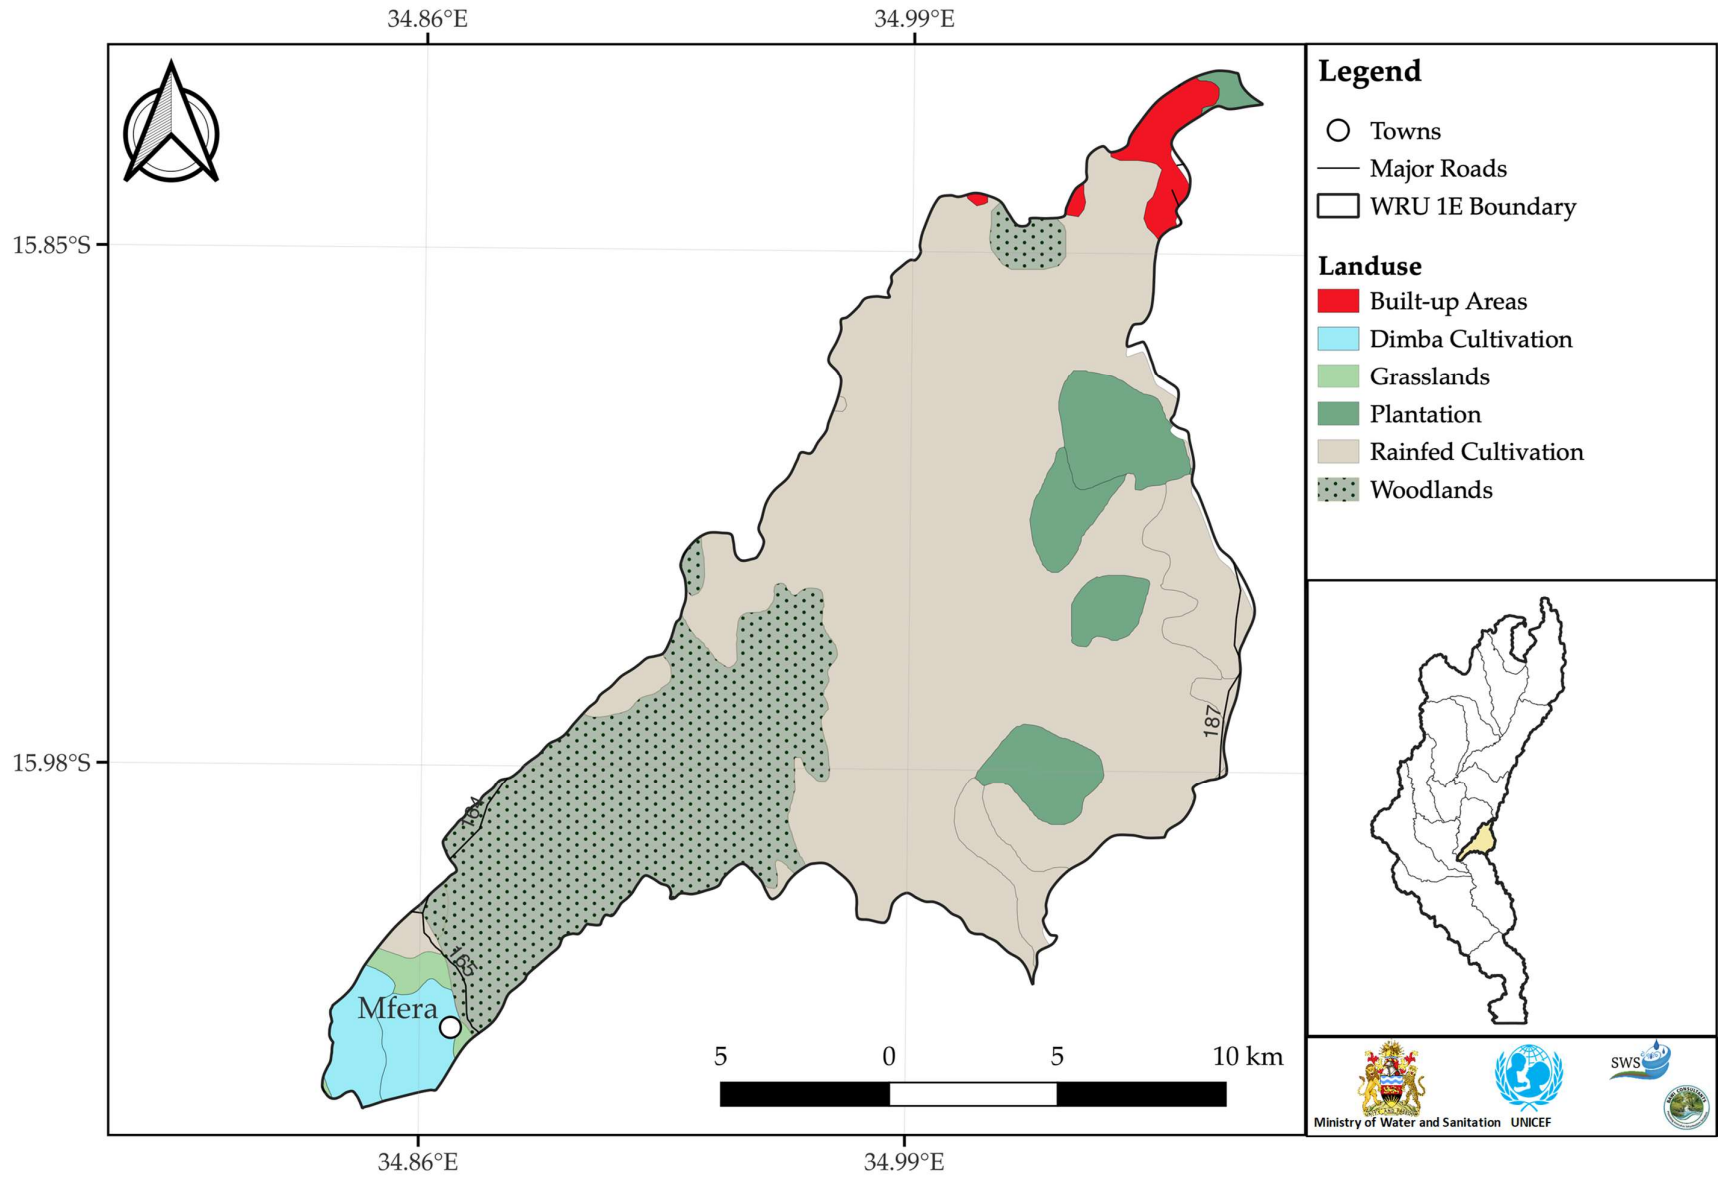 34.86°E 34.99°E
15.85°S
15.98°S
184
183
187
Mfera
5 0 5 10 km
34.86°E 34.99°E
Legend
Towns
Major Roads
WRU 1E Boundary
Landuse
Built-up Areas
Dimba Cultivation
Grasslands
Plantation
Rainfed Cultivation
Woodlands
SWS
Ministry of Water and Sanitation
UNICEF